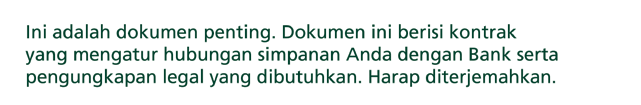 Ini adalah dokumen penting. Dokumen ini berisi kontrak
yang mengatur hubungan simpanan Anda dengan Bank serta
pengungkapan legal yang dibutuhkan. Harap diterjemahkan.